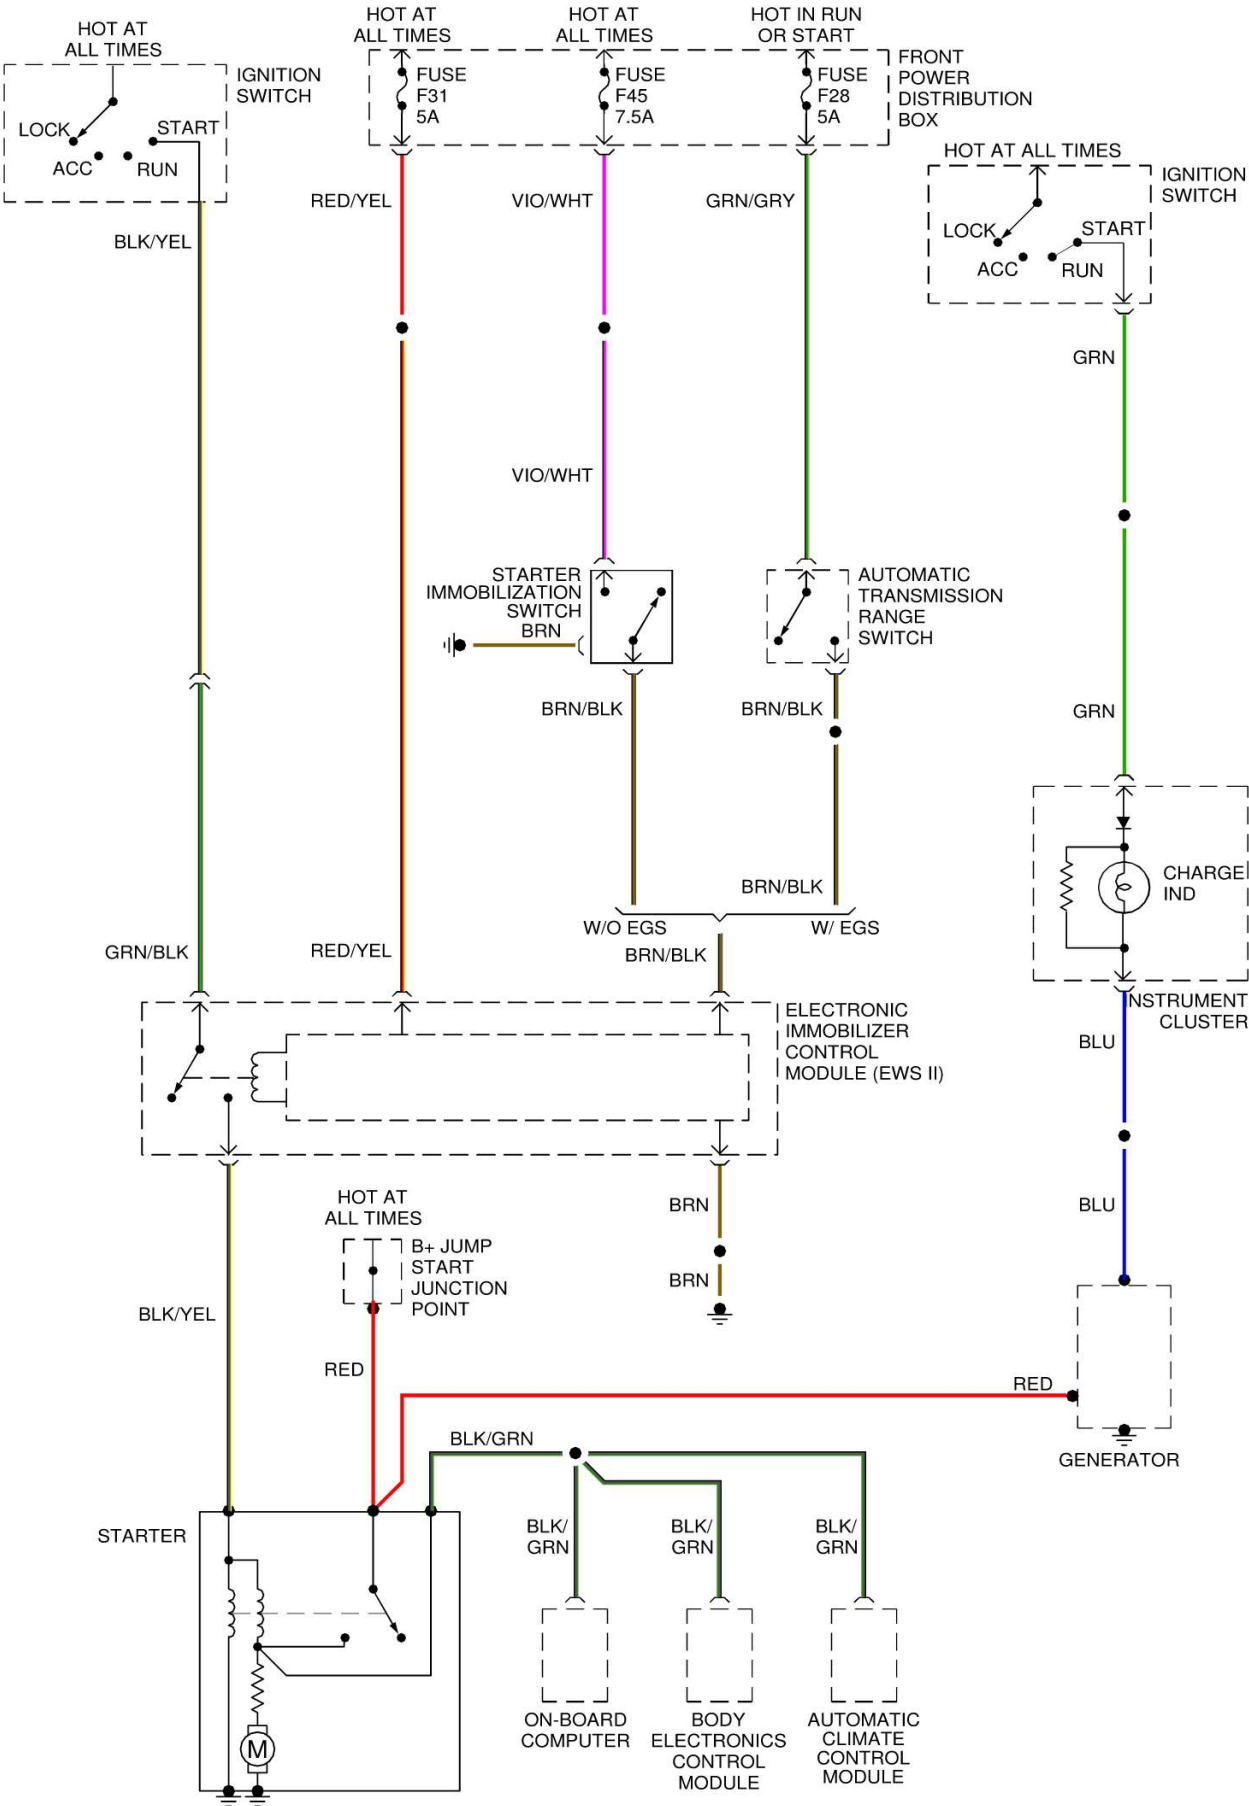 HOT AT
ALL TIMES
IGNITION
SWITCH
LOCK
START
ACC
RUN
BLK/YEL
HOT AT
ALL TIMES
HOT AT
ALL TIMES
HOT IN RUN
OR START
FUSE
F31
5A
FUSE
F45
7.5A
FUSE
F28
5A
FRONT
POWER
DISTRIBUTION
BOX
RED/YEL
VIO/WHT
GRN/GRY
HOT AT ALL TIMES
IGNITION
SWITCH
LOCK
START
ACC
RUN
GRN
VIO/WHT
STARTER
IMMOBILIZATION
SWITCH
BRN
AUTOMATIC
TRANSMISSION
RANGE
SWITCH
BRN/BLK
BRN/BLK
GRN
BRN/BLK
W/O EGS
W/ EGS
CHARGE
IND
GRN/BLK
RED/YEL
BRN/BLK
ELECTRONIC
IMMOBILIZER
CONTROL
MODULE (EWS II)
NSTRUMENT
CLUSTER
BLU
HOT AT
ALL TIMES
B+ JUMP
START
JUNCTION
POINT
BRN
BRN
BLU
BLK/YEL
RED
RED
GENERATOR
BLK/GRN
STARTER
BLK/
GRN
BLK/
GRN
BLK/
GRN
M
ON-BOARD
COMPUTER
BODY
ELECTRONICS
CONTROL
MODULE
AUTOMATIC
CLIMATE
CONTROL
MODULE